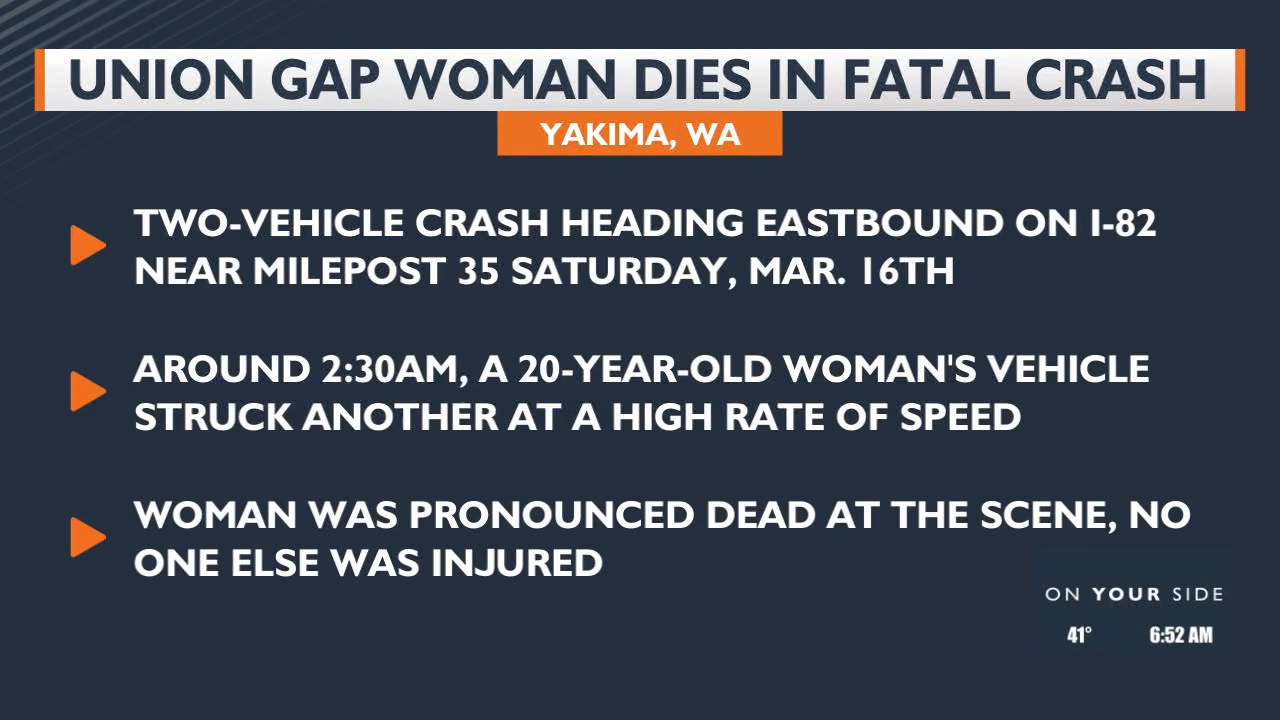 UNION GAP WOMAN DIES IN FATAL CRASH
YAKIMA, WA
TWO-VEHICLE CRASH HEADING EASTBOUND ON I-82
NEAR MILEPOST 35 SATURDAY, MAR. 16TH
AROUND 2:30AM, A 20-YEAR-OLD WOMAN'S VEHICLE
STRUCK ANOTHER AT A HIGH RATE OF SPEED
WOMAN WAS PRONOUNCED DEAD AT THE SCENE, NO
ONE ELSE WAS INJURED
ON YOUR SIDE
41° 6:52 AM